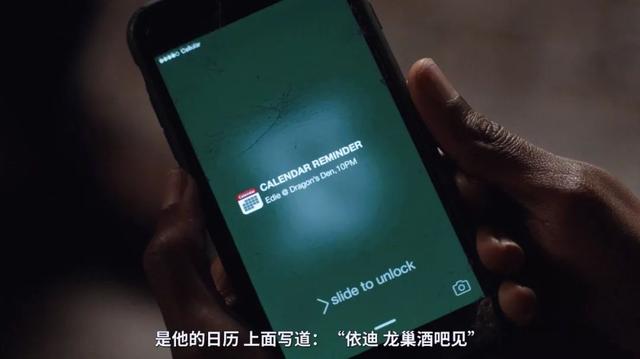 Cellular
CALENDAR REMINDER
Edie @ Dragon's Den, 10PM
Calendar
slide to unlock
是他的日历 上面写道：“依迪 龙巢酒吧见”